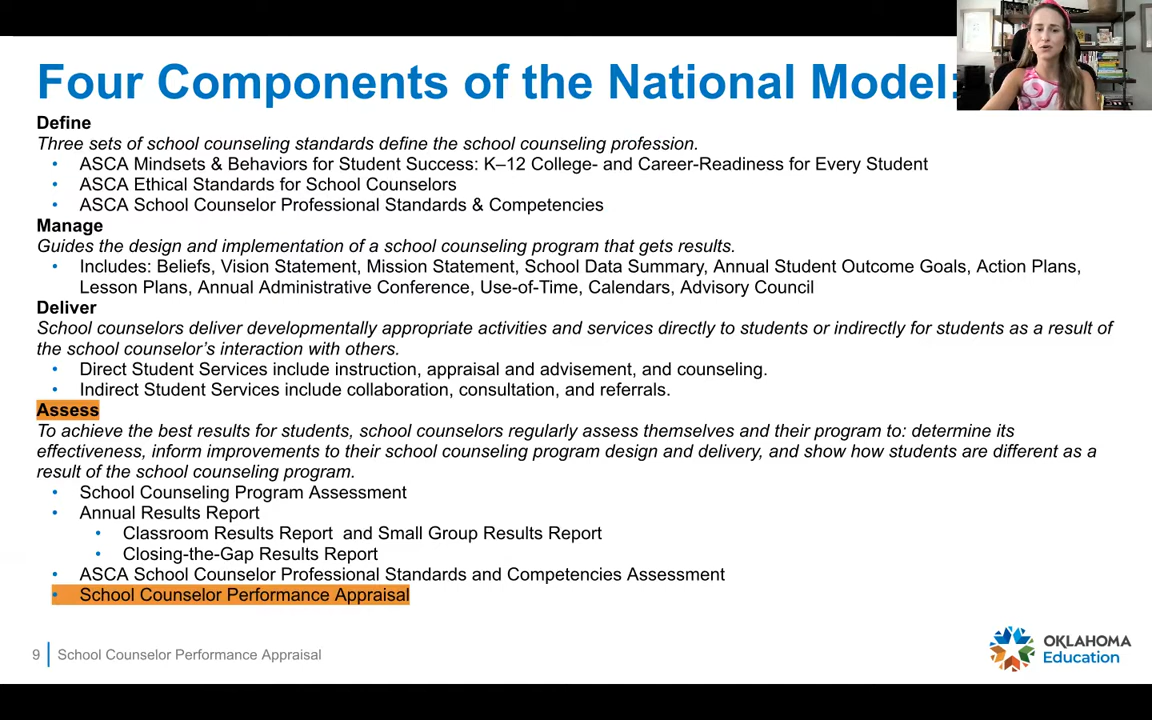 Four Components of the National Model:
Define
Three sets of school counseling standards define the school counseling profession.
• ASCA Mindsets & Behaviors for Student Success: K–12 College- and Career-Readiness for Every Student
• ASCA Ethical Standards for School Counselors
• ASCA School Counselor Professional Standards & Competencies
Manage
Guides the design and implementation of a school counseling program that gets results.
• Includes: Beliefs, Vision Statement, Mission Statement, School Data Summary, Annual Student Outcome Goals, Action Plans,
Lesson Plans, Annual Administrative Conference, Use-of-Time, Calendars, Advisory Council
Deliver
School counselors deliver developmentally appropriate activities and services directly to students or indirectly for students as a result of
the school counselor's interaction with others.
• Direct Student Services include instruction, appraisal and advisement, and counseling.
• Indirect Student Services include collaboration, consultation, and referrals.
Assess
To achieve the best results for students, school counselors regularly assess themselves and their program to: determine its
effectiveness, inform improvements to their school counseling program design and delivery, and show how students are different as a
result of the school counseling program.
• School Counseling Program Assessment
• Annual Results Report
• Classroom Results Report and Small Group Results Report
• Closing-the-Gap Results Report
• ASCA School Counselor Professional Standards and Competencies Assessment
• School Counselor Performance Appraisal
9 School Counselor Performance Appraisal
OKLAHOMA
Education